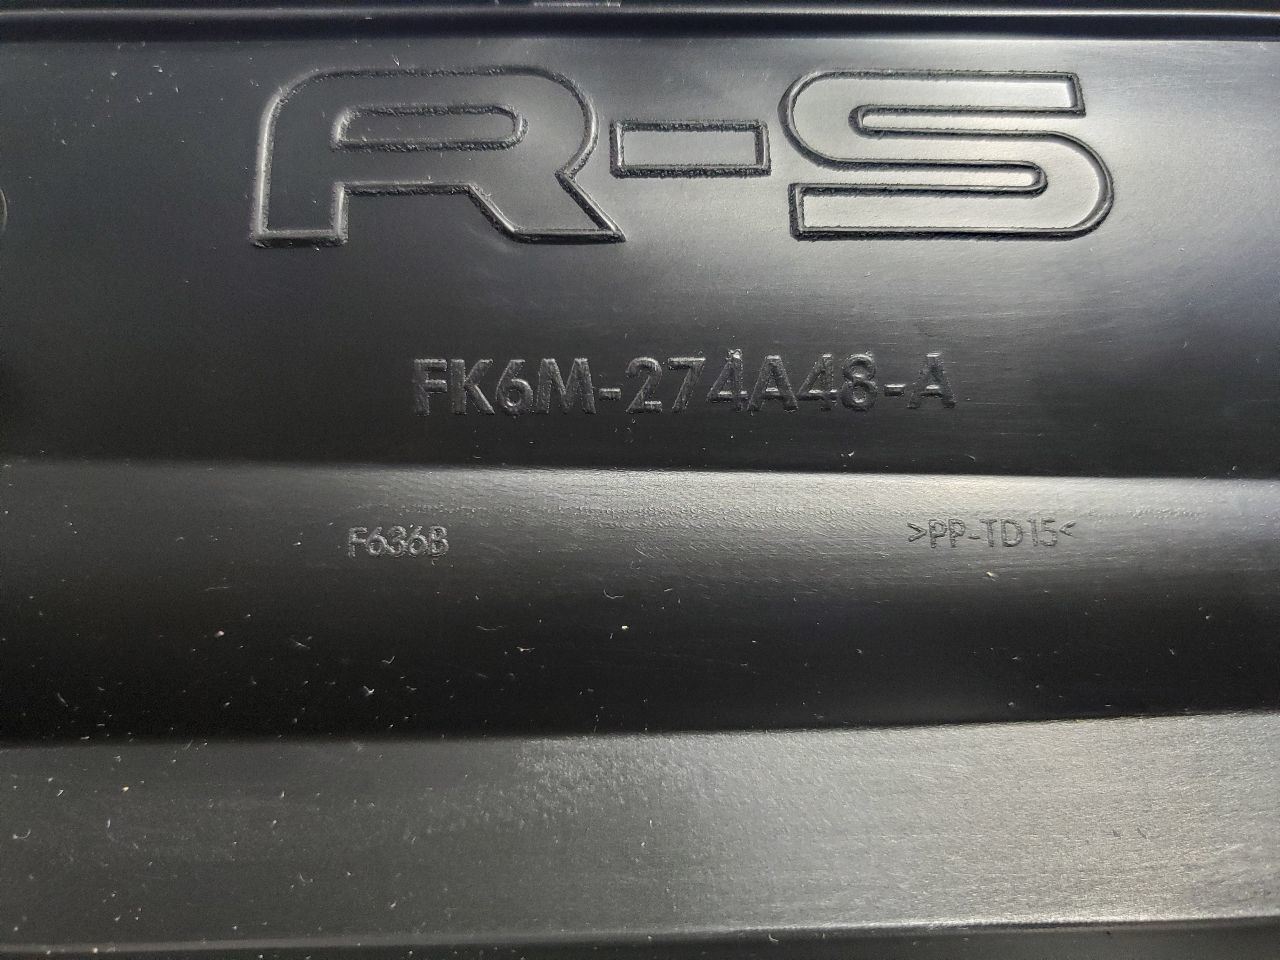 R-S
FK6M-274A48-A
F636B
>PP-TD15<